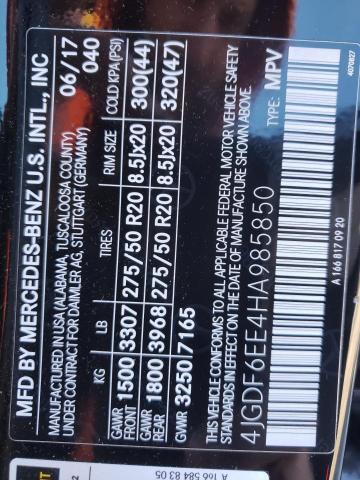 MFD BY MERCEDES-BENZ U.S. INTL., INC
MANUFACTURED IN USA (ALABAMA, TUSCALOOSA COUNTY) 06/17
UNDER CONTRACT FOR DAIMLER AG, STUTTGART (GERMANY) 040
KG LB TIRES RIM SIZE COLD KPA (PSI)
GAWR FRONT 1500 3307 275/50 R20 8.5Jx20 300(44)
GAWR REAR 1800 3968 275/50 R20 8.5Jx20 320(47)
GVWR 3250 7165
THIS VEHICLE CONFORMS TO ALL APPLICABLE FEDERAL MOTOR VEHICLE SAFETY
STANDARDS IN EFFECT ON THE DATE OF MANUFACTURE SHOWN ABOVE.
4JGDF6EE4HA985850 TYPE: MPV
A 166 817 09 20
4070827
A 166 584 83 05